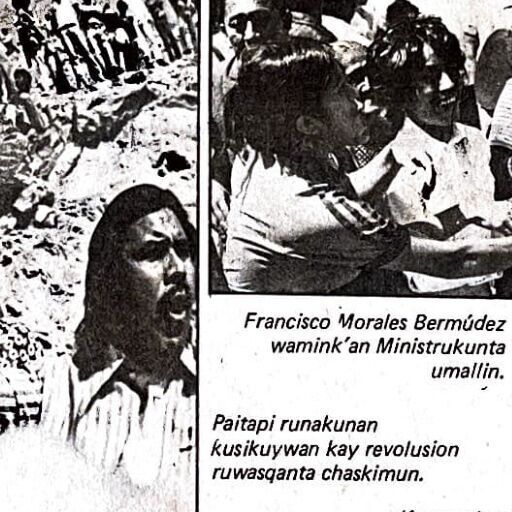 Francisco Morales Bermúdez
wamink'an Ministrukunta
umallin.
Paitapi runakunan
kusikuywan kay revolusion
ruwasqanta chaskimun.